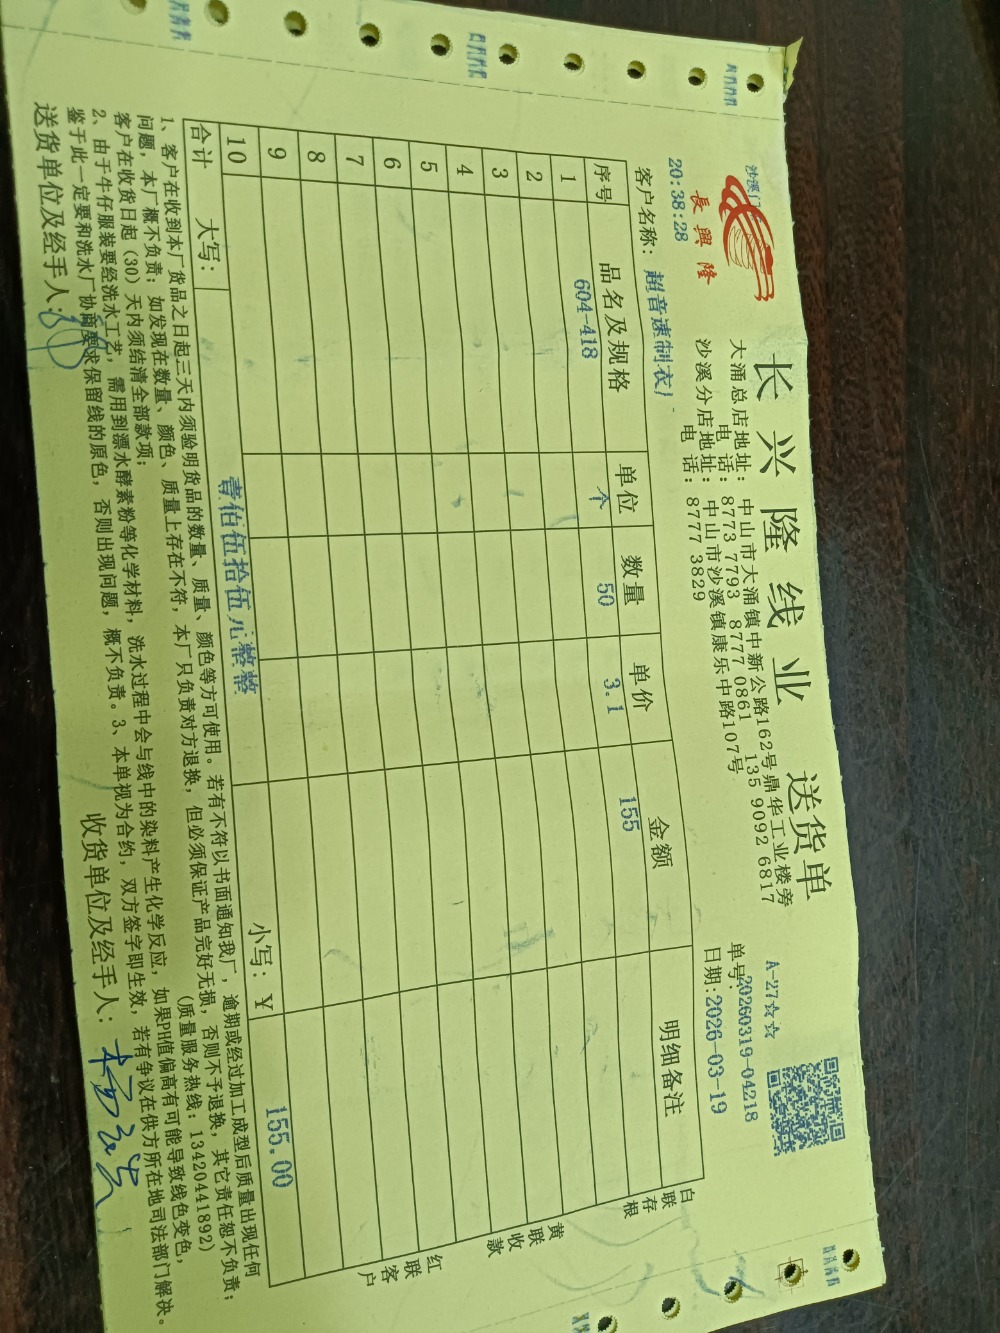 长兴隆线业 送货单
長興隆
沙溪门
大涌总店地址: 中山市大涌镇中新公路162号鼎华工业楼旁
电 话: 8773 7793 8777 0861 135 9092 6817
沙溪分店地址: 中山市沙溪镇康乐中路107号
电 话: 8777 3829
A-27☆☆
单号:20260319-04218
日期:2026-03-19
20:38:28
客户名称: 超音速制衣厂
序号 品名及规格 单位 数量 单价 金额 明细备注
1 604-418 个 50 3.1 155
2
3
4
5
6
7
8
9
10
合计 大写: 壹佰伍拾伍元整整 小写: ¥ 155.00
白联存根
黄联收款
红联客户
1、客户在收到本厂货品之日起三天内须验明货品的数量、质量、颜色等方可使用。若有不符以书面通知我厂,逾期或经过加工成型后质量出现任何
问题,本厂概不负责;如发现在数量、颜色、质量上存在不符,本厂只负责对方退换,但必须保证产品完好无损,否则不予退换,其它责任恕不负责;
客户在收货日起(30)天内须结清全部款项; (质量服务热线: 13420441892)
2、由于牛仔服装要经洗水工艺,需用到漂水酵素粉等化学材料,洗水过程中会与线中的染料产生化学反应,如果PH值偏高有可能导致线色变色,
鉴于此一定要和洗水厂协商要求保留线的原色,否则出现问题,概不负责。3、本单视为合约,双方签字即生效,若有争议在供方所在地司法部门解决。
送货单位及经手人: 收货单位及经手人: